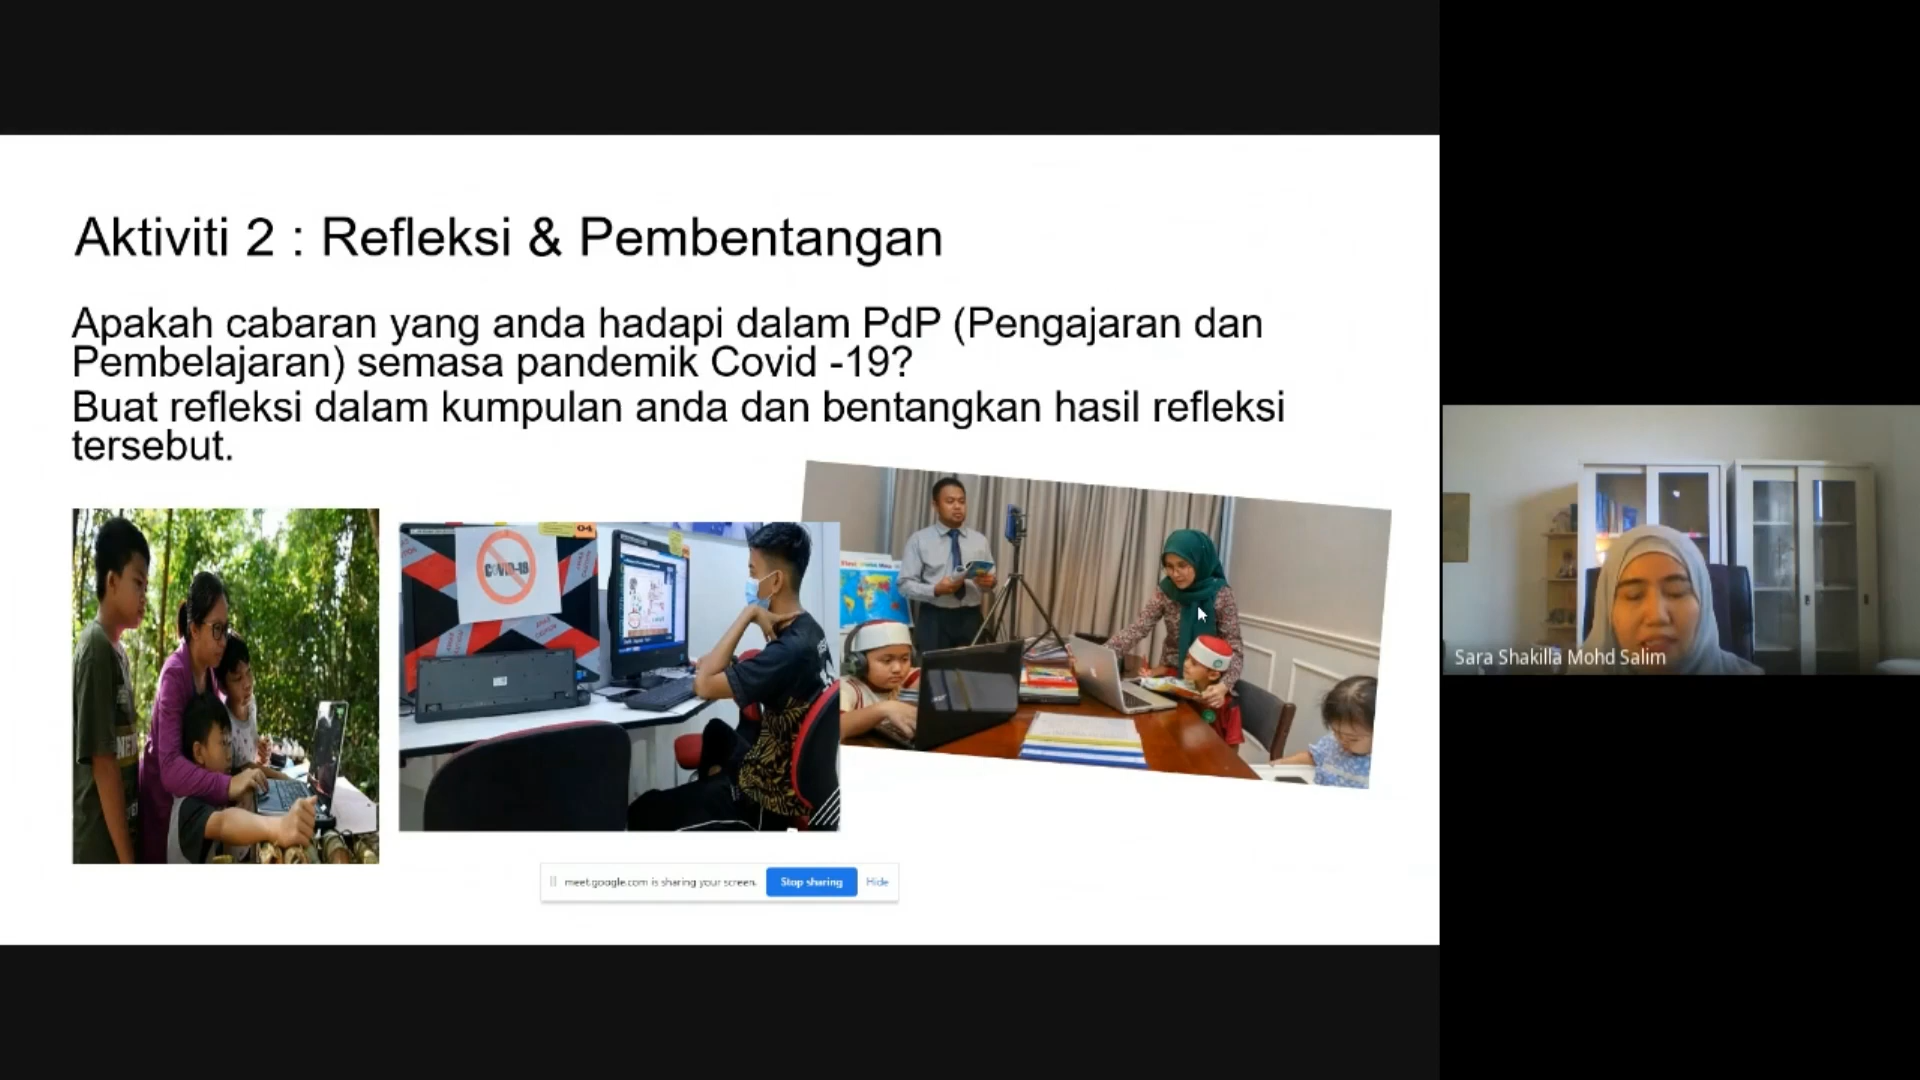 Aktiviti 2 : Refleksi & Pembentangan
Apakah cabaran yang anda hadapi dalam PdP (Pengajaran dan
Pembelajaran) semasa pandemik Covid -19?
Buat refleksi dalam kumpulan anda dan bentangkan hasil refleksi
tersebut.
04
COVID-19
meet.google.com is sharing your screen.
Stop sharing
Hide
Sara Shakilla Mohd Salim